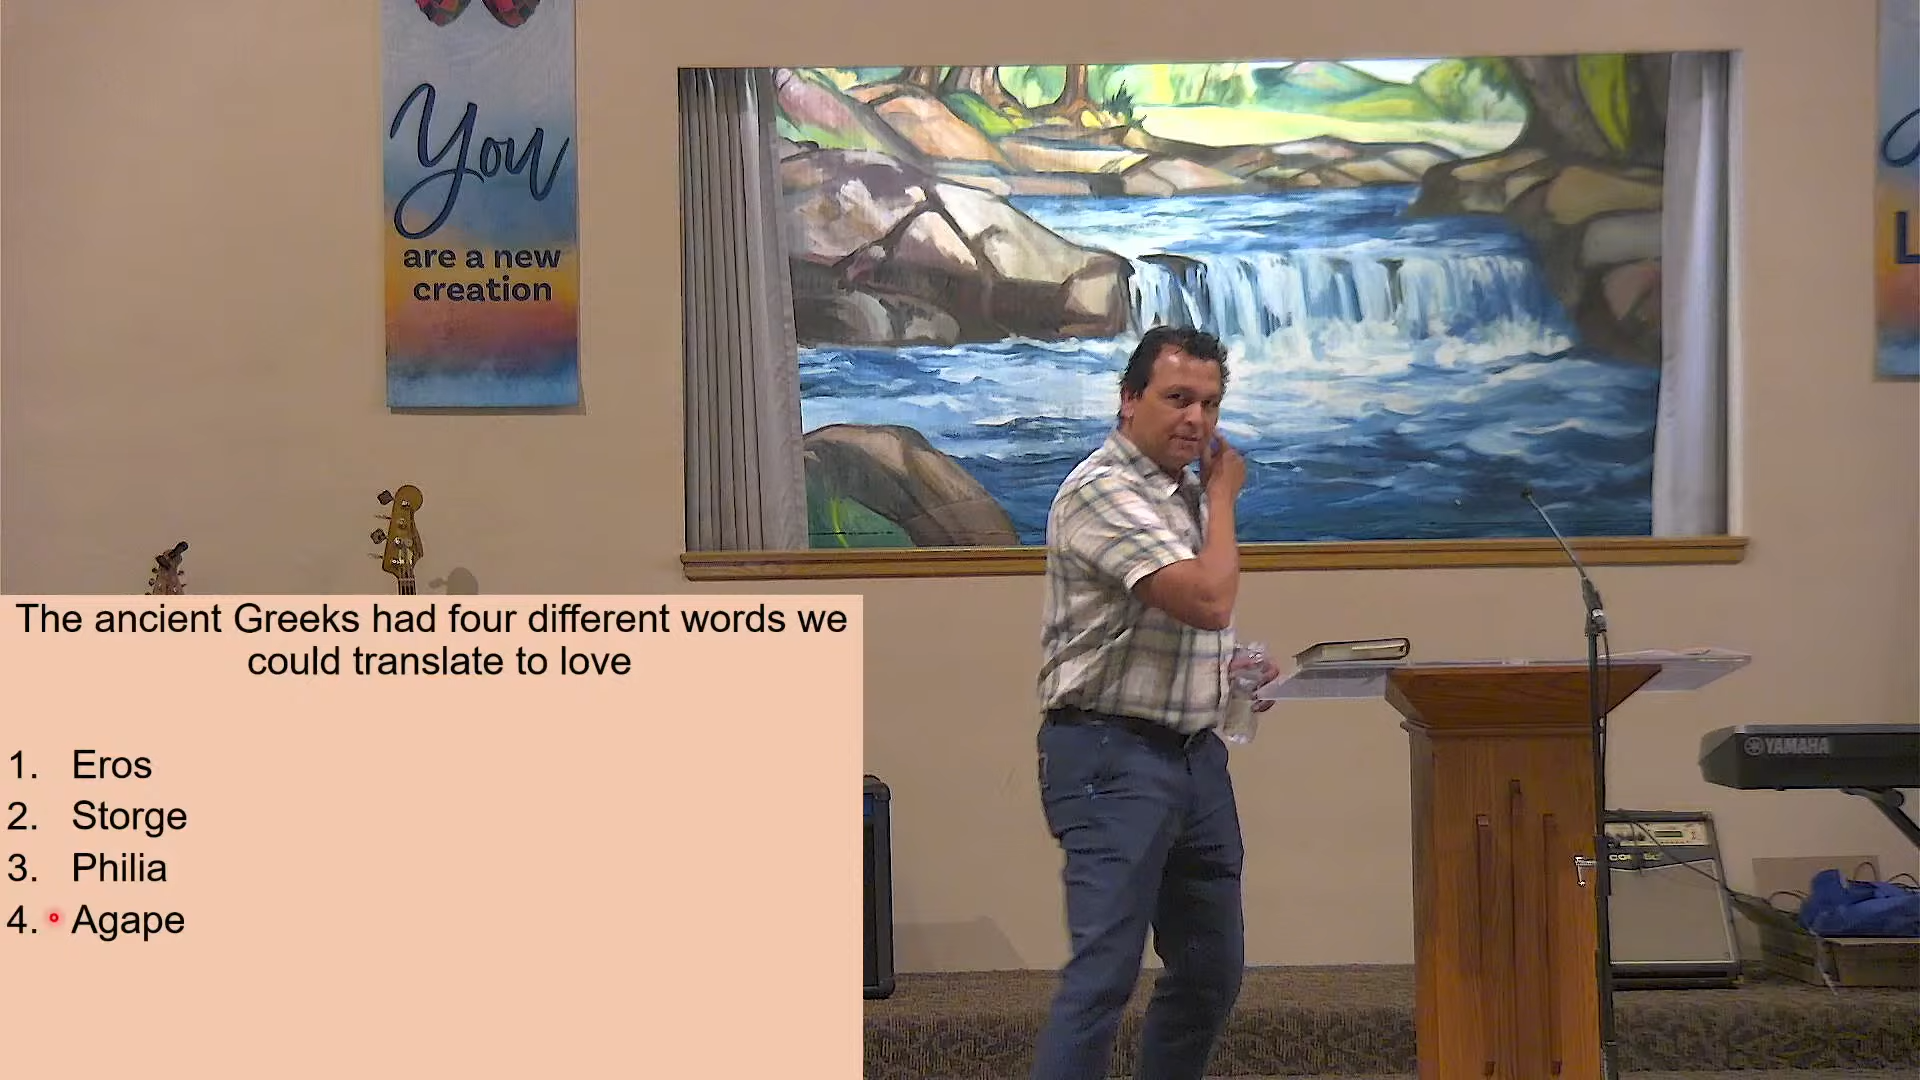 You
are a new
creation
L
The ancient Greeks had four different words we
could translate to love
1. Eros
2. Storge
3. Philia
4. Agape
YAMAHA